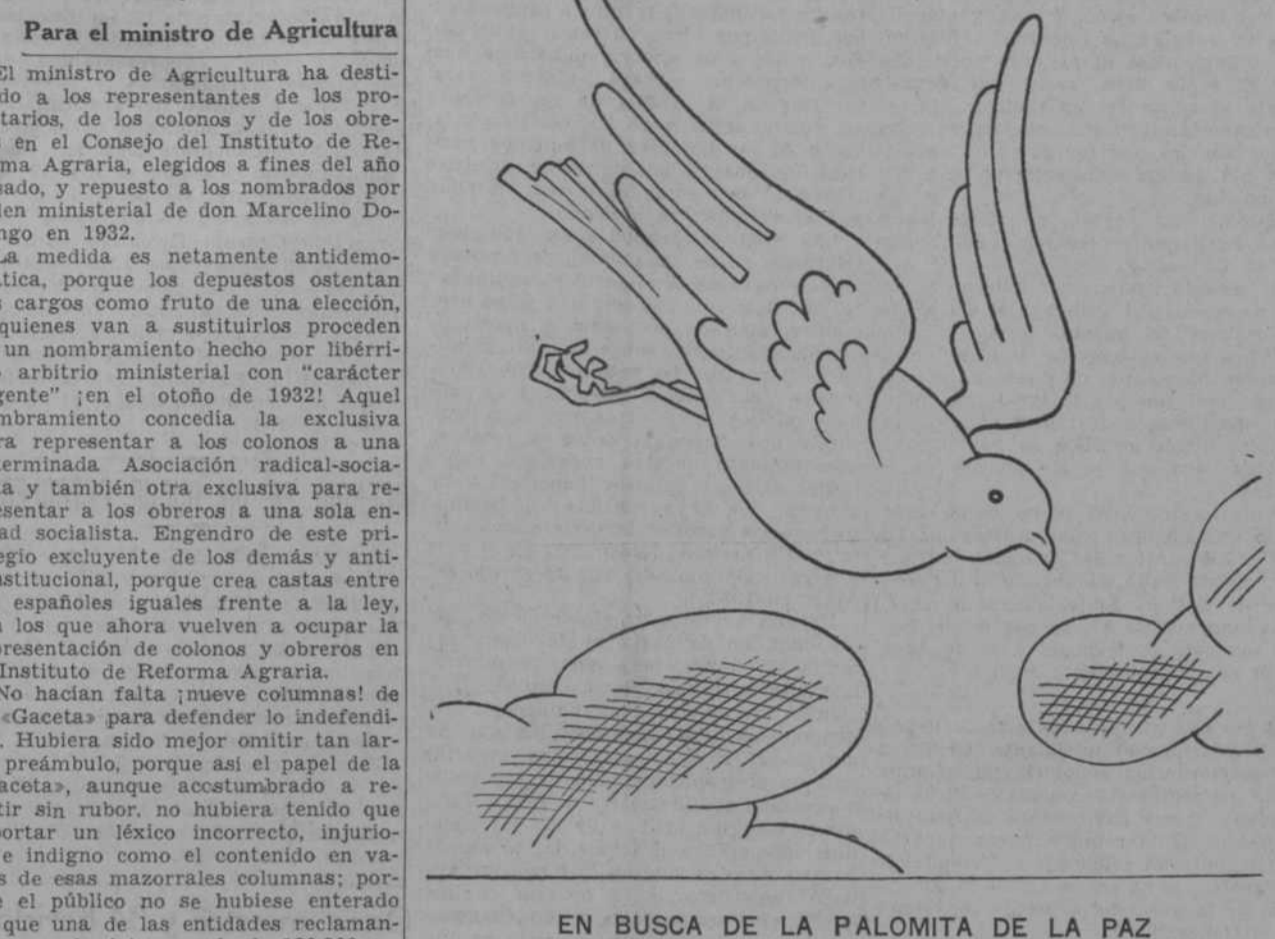 Para el ministro de Agricultura
El ministro de Agricultura ha desti-
do a los representantes de los pro-
tarios, de los colonos y de los obre-
en el Consejo del Instituto de Re-
ma Agraria, elegidos a fines del año
sado, y repuesto a los nombrados por
den ministerial de don Marcelino Do-
ngo en 1932.
La medida es netamente antidemo-
ática, porque los depuestos ostentan
s cargos como fruto de una elección,
quienes van a sustituirlos proceden
un nombramiento hecho por libérri-
o arbitrio ministerial con "carácter
gente" ¡en el otoño de 1932! Aquel
mbramiento concedia la exclusiva
ra representar a los colonos a una
terminada Asociación radical-socia-
a y también otra exclusiva para re-
esentar a los obreros a una sola en-
ad socialista. Engendro de este pri-
egio excluyente de los demás y anti-
nstitucional, porque crea castas entre
españoles iguales frente a la ley,
n los que ahora vuelven a ocupar la
presentación de colonos y obreros en
Instituto de Reforma Agraria.
No hacían falta ¡nueve columnas! de
«Gaceta» para defender lo indefendi-
. Hubiera sido mejor omitir tan lar-
preámbulo, porque asi el papel de la
aceta», aunque accstumbrado a re-
tir sin rubor. no hubiera tenido que
portar un léxico incorrecto, injurio-
e indigno como el contenido en va-
s de esas mazorrales columnas; por-
e el público no se hubiese enterado
que una de las entidades reclaman-
EN BUSCA DE LA PALOMITA DE LA PAZ